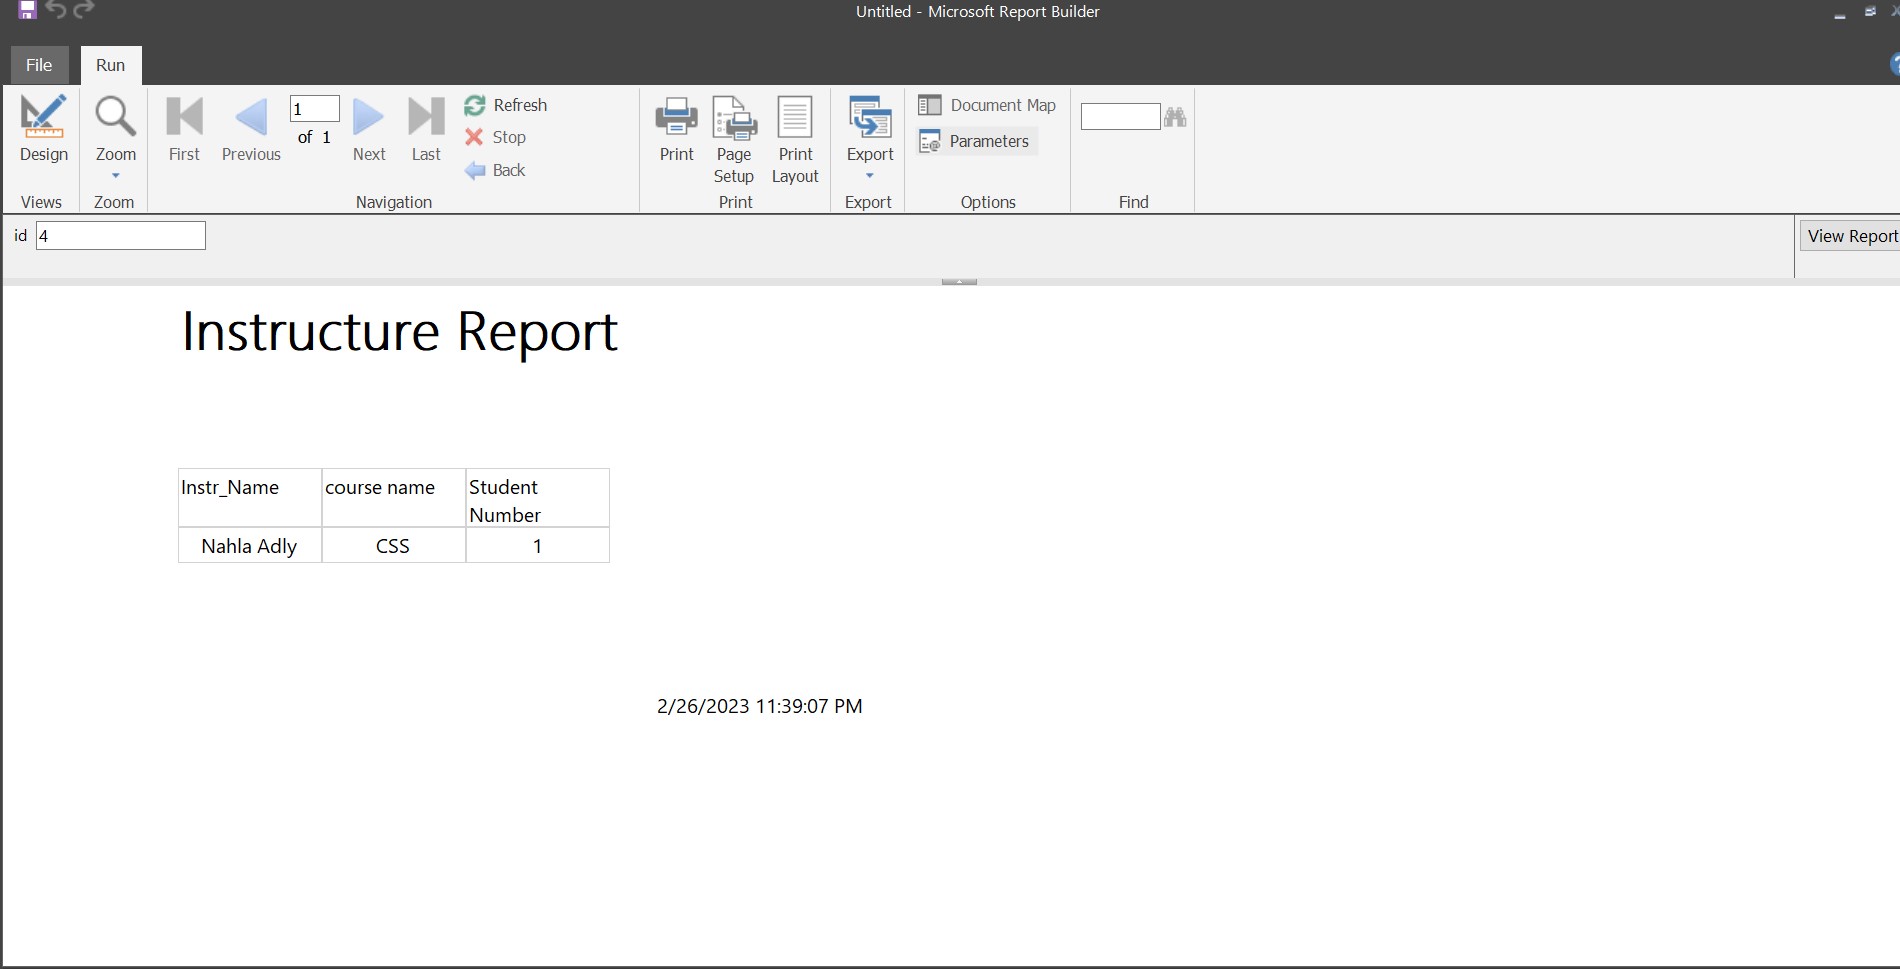 Untitled - Microsoft Report Builder
File Run
Design
Zoom
First
Previous
1
of 1
Next
Last
Refresh
Stop
Back
Print
Page
Setup
Print
Layout
Export
Document Map
Parameters
Views
Zoom
Navigation
Print
Export
Options
Find
id 4
View Report
Instructure Report
Instr_Name course name Student
Number
Nahla Adly CSS 1
2/26/2023 11:39:07 PM